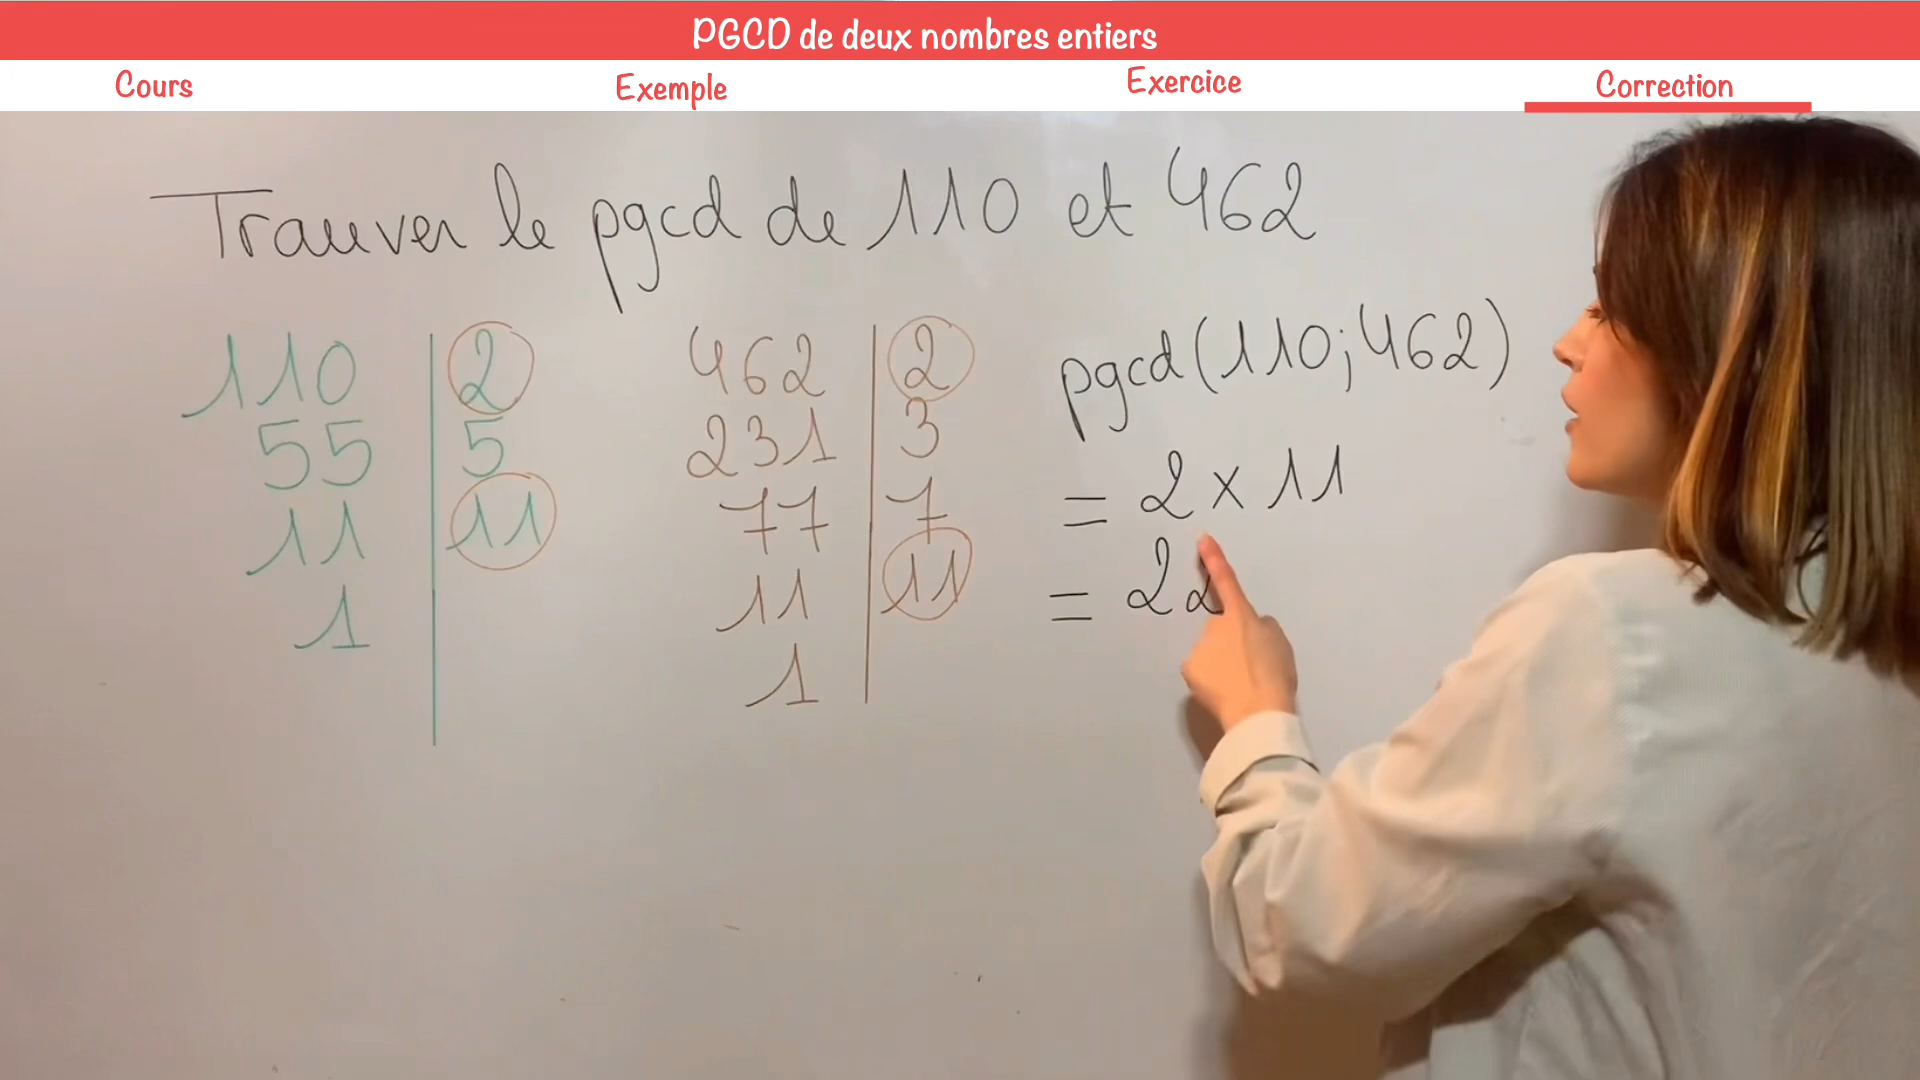 PGCD de deux nombres entiers
Cours Exemple Exercice Correction
Trouver le pgcd de 110 et 462
110 | 2
55 | 5
11 | 11
1
462 | 2
231 | 3
77 | 7
11 | 11
1
pgcd(110;462)
= 2 × 11
= 22